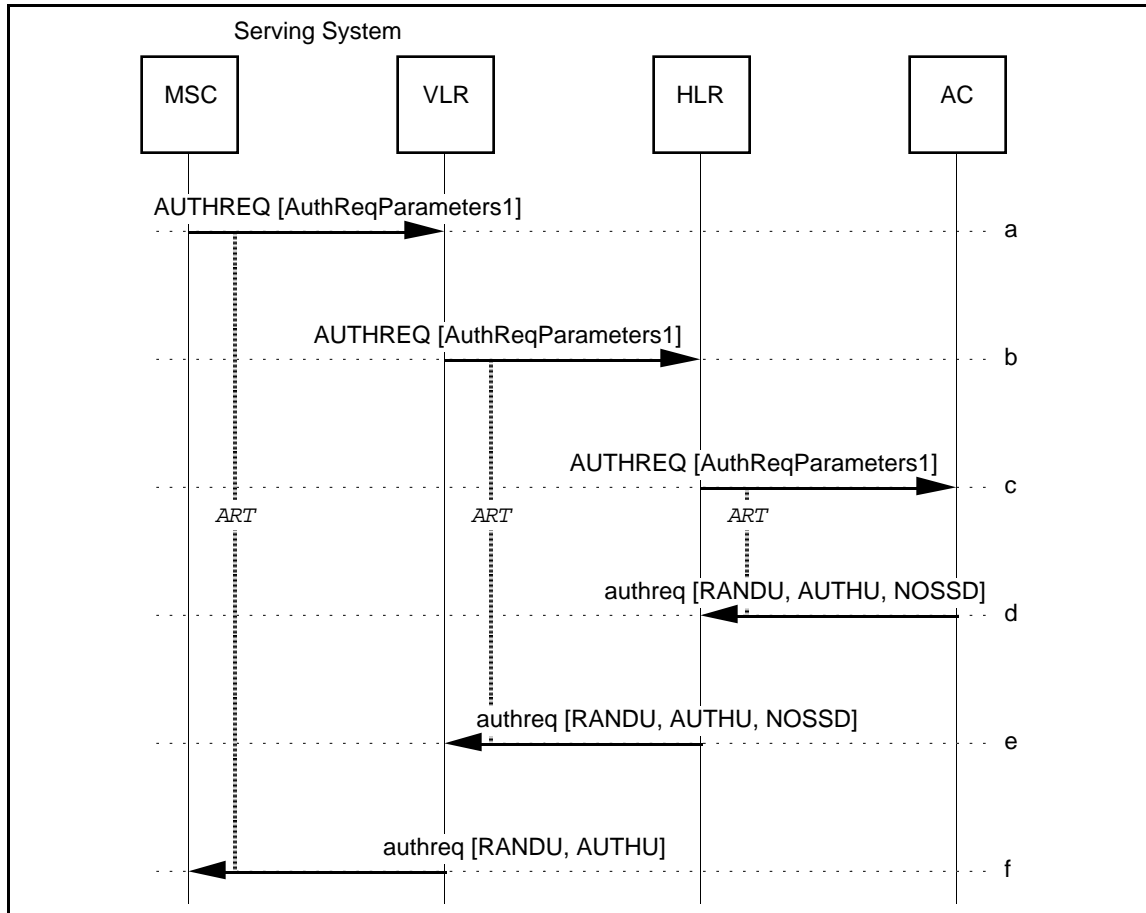 Serving System
MSC VLR HLR AC
AUTHREQ [AuthReqParameters1]
a
AUTHREQ [AuthReqParameters1]
b
AUTHREQ [AuthReqParameters1]
c
ART ART ART
authreq [RANDU, AUTHU, NOSSD]
d
authreq [RANDU, AUTHU, NOSSD]
e
authreq [RANDU, AUTHU]
f